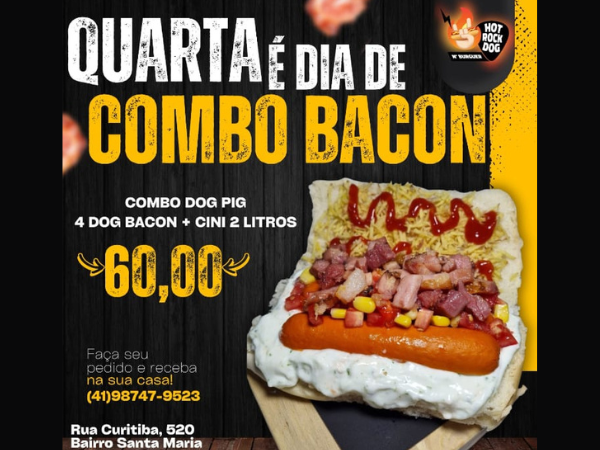 HOT
ROCK
DOG
N' BURGUER
QUARTA É DIA DE
COMBO BACON
COMBO DOG PIG
4 DOG BACON + CINI 2 LITROS
60,00
Faça seu
pedido e receba
na sua casa!
(41)98747-9523
Rua Curitiba, 520
Bairro Santa Maria